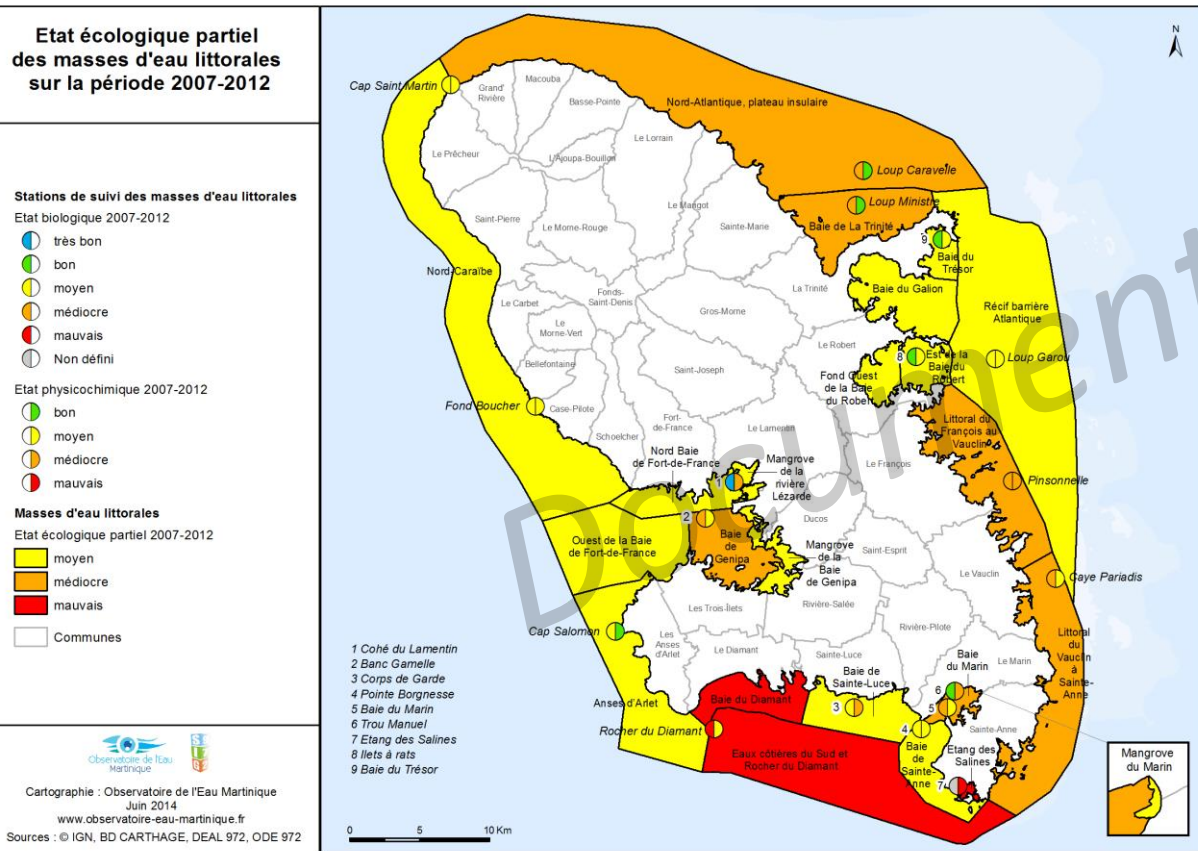 Etat écologique partiel
des masses d'eau littorales
sur la période 2007-2012
Stations de suivi des masses d'eau littorales
Etat biologique 2007-2012
très bon
bon
moyen
médiocre
mauvais
Non défini
Etat physicochimique 2007-2012
bon
moyen
médiocre
mauvais
Masses d'eau littorales
Etat écologique partiel 2007-2012
moyen
médiocre
mauvais
Communes
Observatoire de l'Eau
Martinique
Cartographie : Observatoire de l'Eau Martinique
Juin 2014
www.observatoire-eau-martinique.fr
Sources : © IGN, BD CARTHAGE, DEAL 972, ODE 972
N
Cap Saint Martin
Grand'
Rivière
Macouba
Basse-Pointe
Nord-Atlantique, plateau insulaire
Le Prêcheur
L'Ajoupa-Bouillon
Le Lorrain
Loup Caravelle
Saint-Pierre
Le Morne-Rouge
Le Marigot
Sainte-Marie
Loup Ministre
Baie de La Trinité
9
Baie du
Trésor
Nord-Caraïbe
Le Carbet
Fonds-
Saint-Denis
La Trinité
Baie du Galion
Récif barrière
Atlantique
Le
Morne-Vert
Gros-Morne
Le Robert
Bellefontaine
Saint-Joseph
8
Est de la
Baie du
Robert
Loup Garou
Fond Ouest
de la Baie
du Robert
Fond Boucher
Case-Pilote
Schoelcher
Fort-
de-France
Le Lamentin
Littoral du
François au
Vauclin
Nord Baie
de Fort-de-France
1
Mangrove
de la
rivière
Lézarde
Le François
Pinsonnelle
2
Ouest de la Baie
de Fort-de-France
Baie
de
Génipa
Ducos
Mangrove
de la
Baie
de Genipa
Saint-Esprit
Le Vauclin
Caye Pariadis
Cap Salomon
Les Trois-Îlets
Rivière-Salée
Rivière-Pilote
Les
Anses
d'Arlet
Le Diamant
Sainte-Luce
Baie de
Sainte-Luce
Baie
du Marin
Le Marin
Littoral
du
Vauclin
à
Sainte-
Anne
Anses d'Arlet
Baie du Diamant
3
6
5
4
Sainte-Anne
Rocher du Diamant
Eaux côtières du Sud et
Rocher du Diamant
Baie
de
Sainte-
Anne
Etang des
Salines
7
Mangrove
du Marin
1 Cohé du Lamentin
2 Banc Gamelle
3 Corps de Garde
4 Pointe Borgnesse
5 Baie du Marin
6 Trou Manuel
7 Etang des Salines
8 Ilets à rats
9 Baie du Trésor
0 5 10 Km
Document